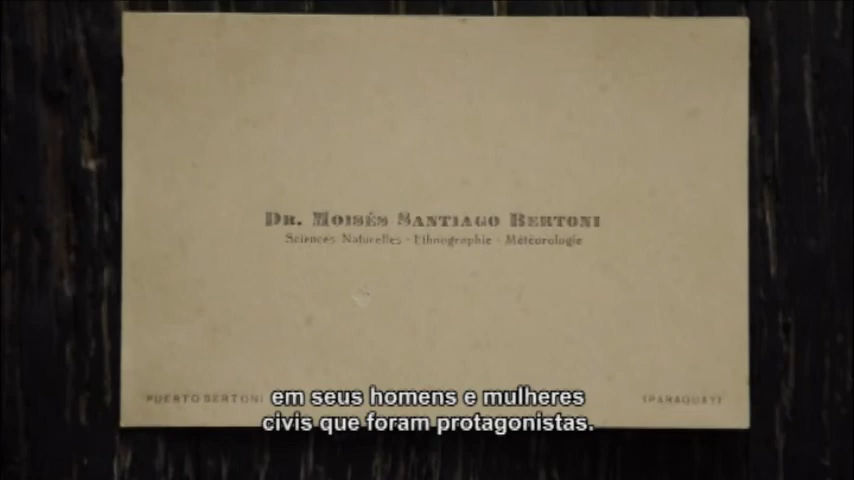 Dr. Moisés Santiago Bertoni
Sciences Naturelles - Ethnographie - Météorologie
PUERTO BERTONI
(PARAGUAY)
em seus homens e mulheres
civis que foram protagonistas.